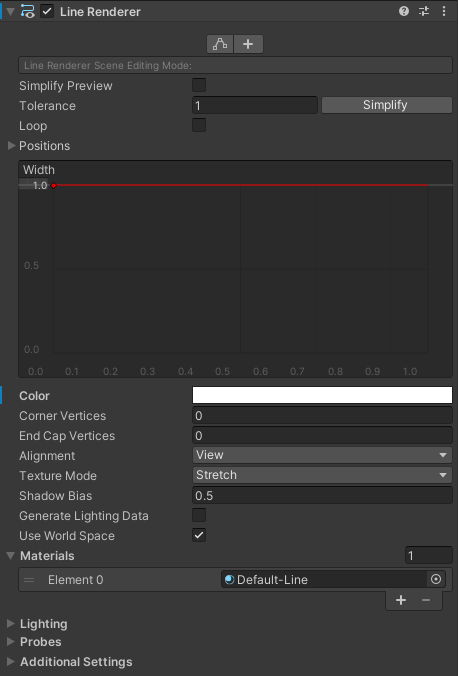 Line Renderer
Line Renderer Scene Editing Mode:
Simplify Preview
Tolerance 1 Simplify
Loop
Positions
Width
1.0
0.5
0.0
0.0 0.1 0.2 0.3 0.4 0.5 0.6 0.7 0.8 0.9 1.0
Color
Corner Vertices 0
End Cap Vertices 0
Alignment View
Texture Mode Stretch
Shadow Bias 0.5
Generate Lighting Data
Use World Space
Materials 1
Element 0 Default-Line
Lighting
Probes
Additional Settings